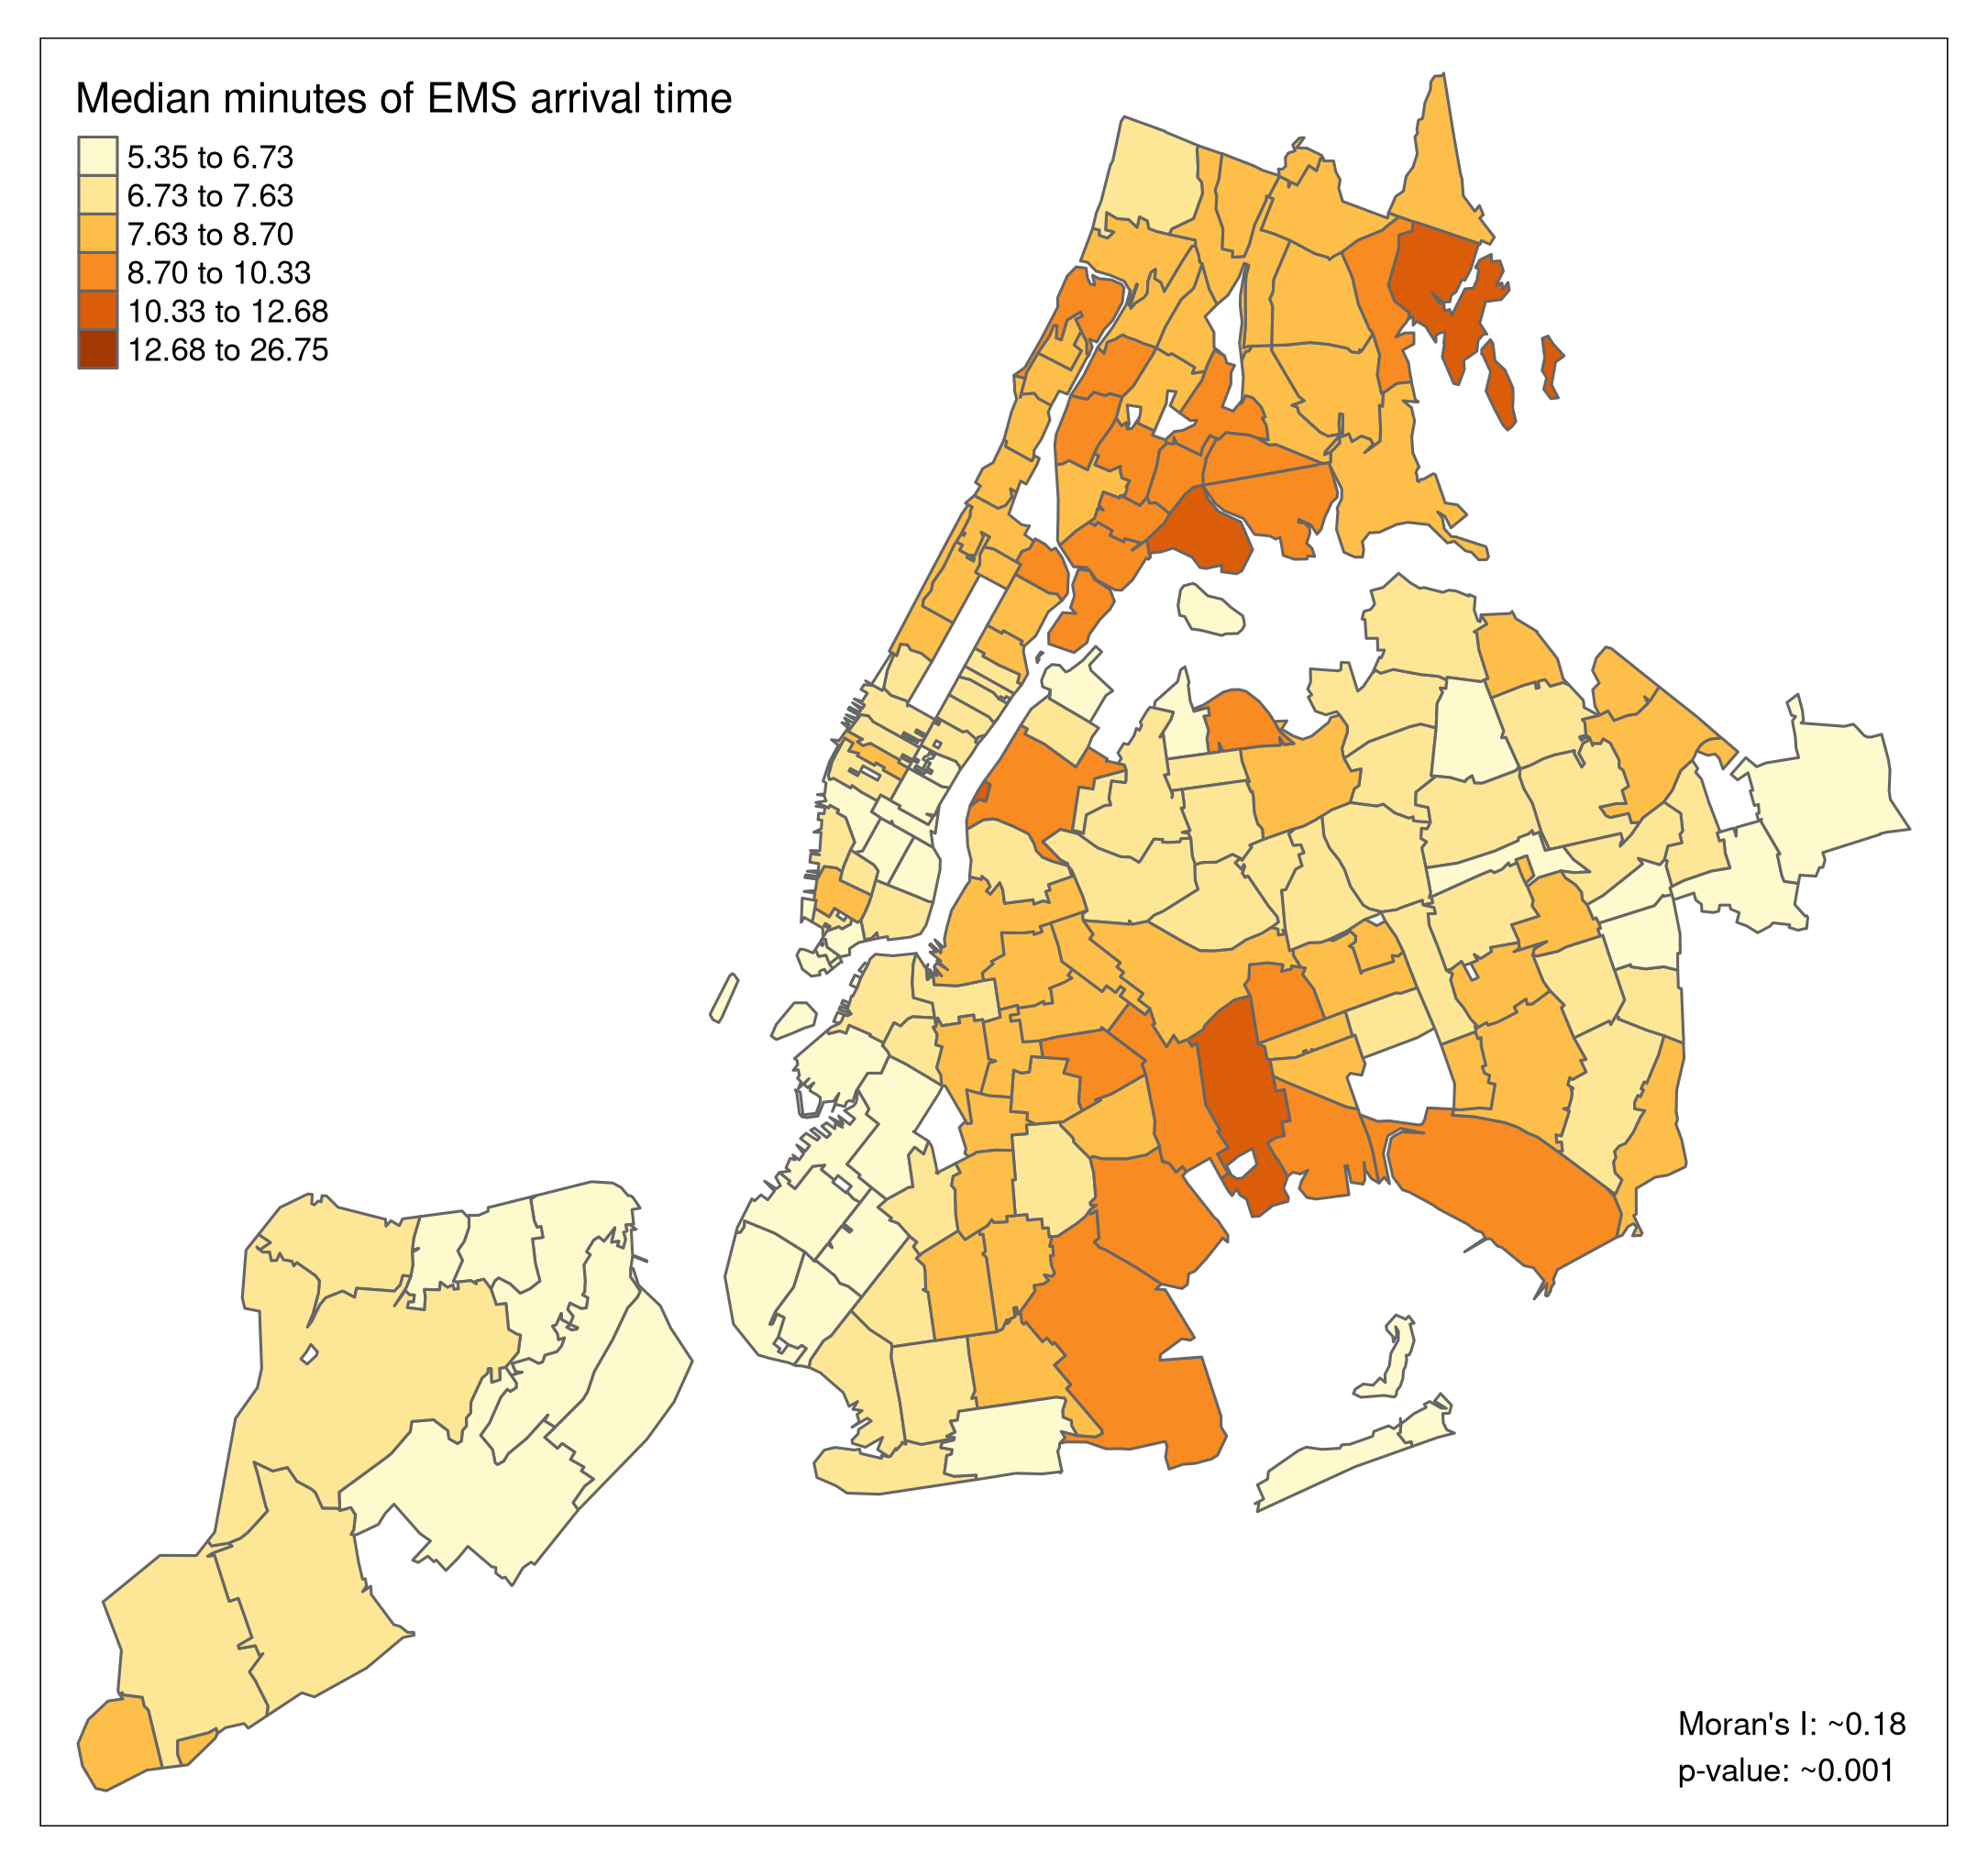 Median minutes of EMS arrival time
5.35 to 6.73
6.73 to 7.63
7.63 to 8.70
8.70 to 10.33
10.33 to 12.68
12.68 to 26.75
Moran's I: ~0.18
p-value: ~0.001